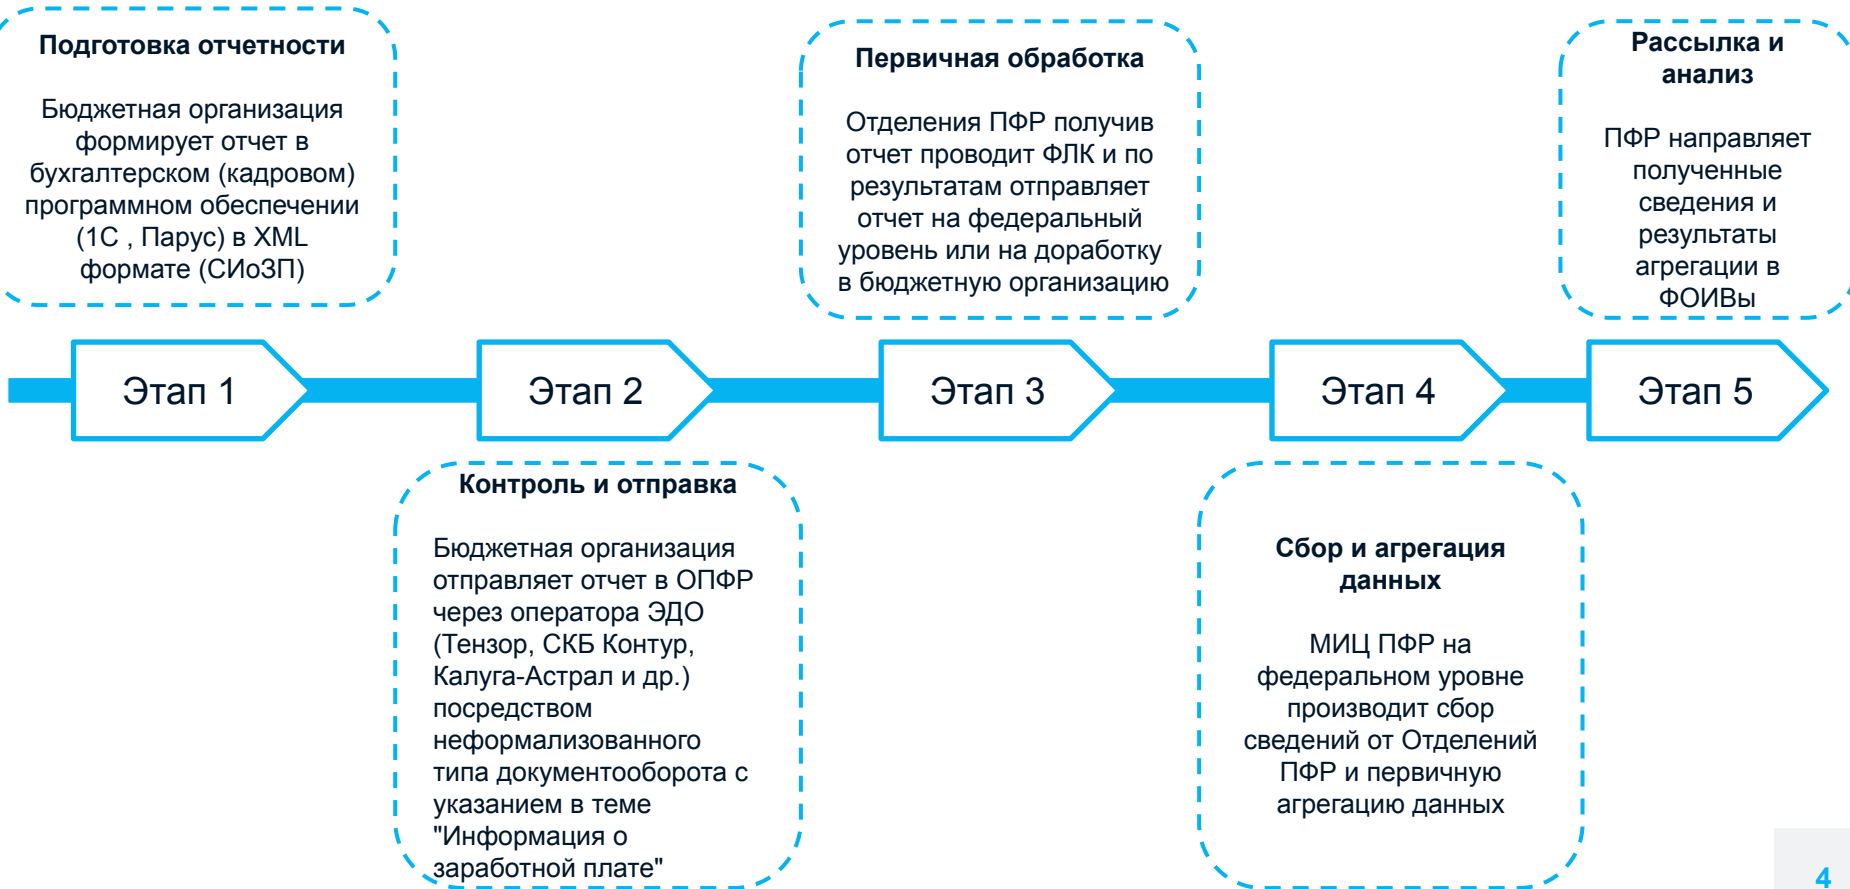 Подготовка отчетности
Бюджетная организация
формирует отчет в
бухгалтерском (кадровом)
программном обеспечении
(1С , Парус) в XML
формате (СИоЗП)
Первичная обработка
Отделения ПФР получив
отчет проводит ФЛК и по
результатам отправляет
отчет на федеральный
уровень или на доработку
в бюджетную организацию
Рассылка и
анализ
ПФР направляет
полученные
сведения и
результаты
агрегации в
ФОИВы
Этап 1
Этап 2
Этап 3
Этап 4
Этап 5
Контроль и отправка
Бюджетная организация
отправляет отчет в ОПФР
через оператора ЭДО
(Тензор, СКБ Контур,
Калуга-Астрал и др.)
посредством
неформализованного
типа документооборота с
указанием в теме
"Информация о
заработной плате"
Сбор и агрегация
данных
МИЦ ПФР на
федеральном уровне
производит сбор
сведений от Отделений
ПФР и первичную
агрегацию данных
4